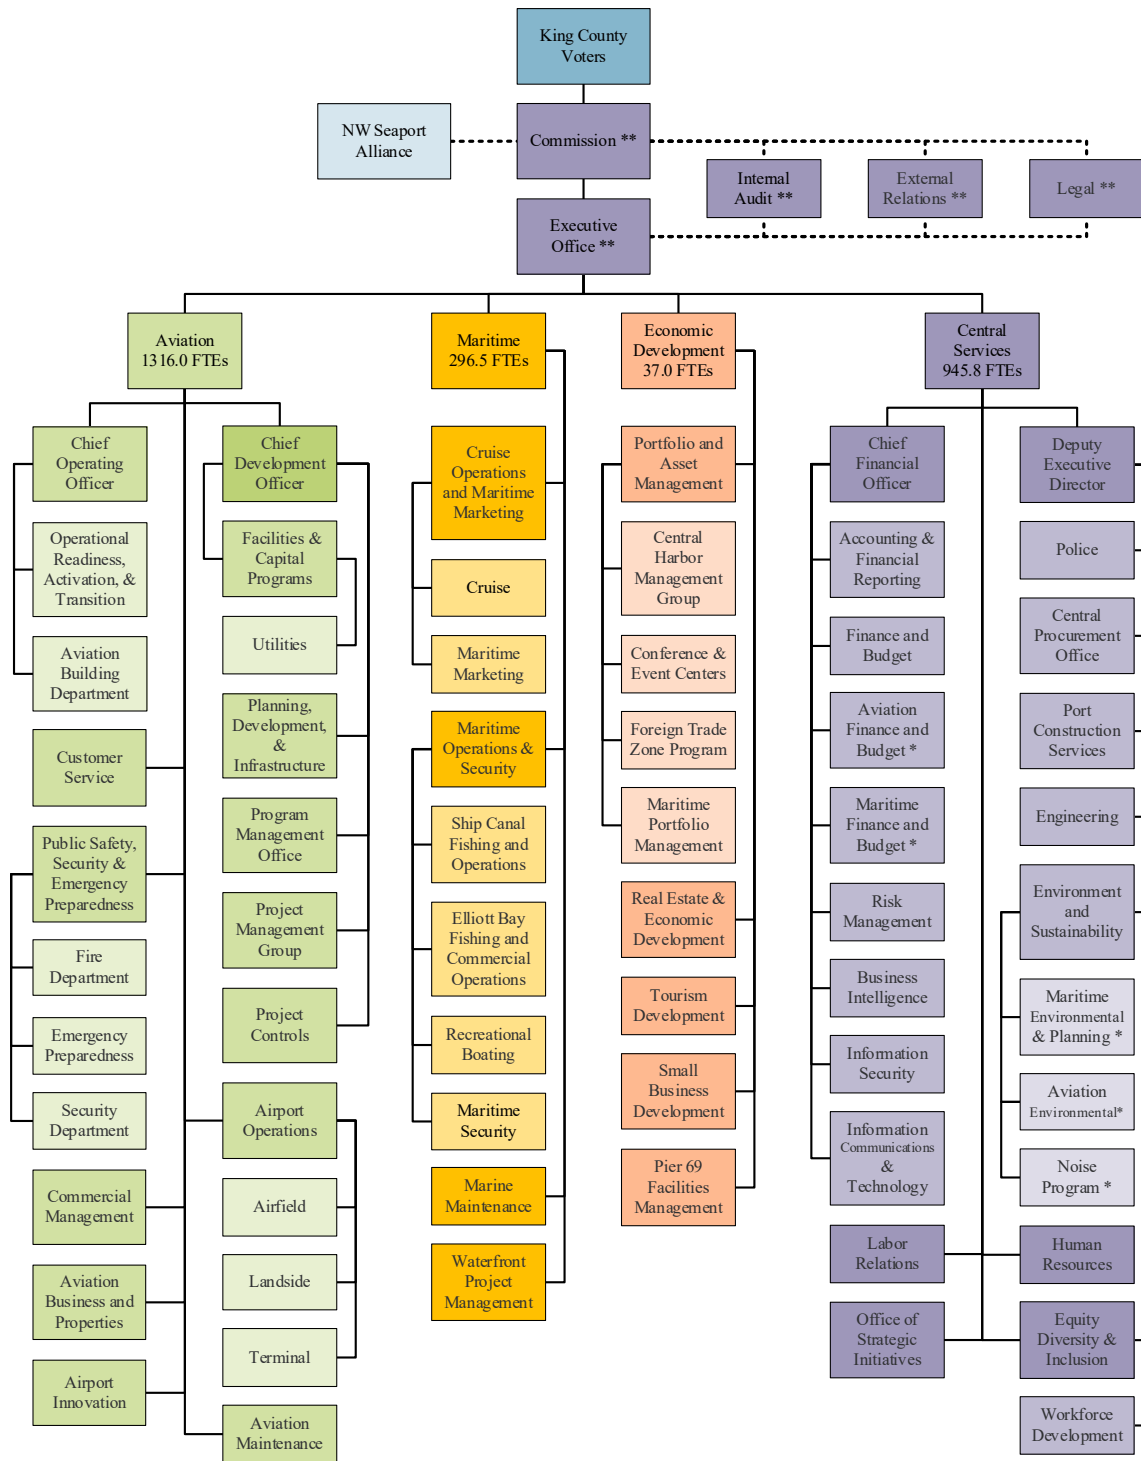 King County
Voters
NW Seaport
Alliance
Commission **
Internal
Audit **
External
Relations **
Legal **
Executive
Office **
Aviation
1316.0 FTEs
Maritime
296.5 FTEs
Economic
Development
37.0 FTEs
Central
Services
945.8 FTEs
Chief
Operating
Officer
Operational
Readiness,
Activation, &
Transition
Aviation
Building
Department
Customer
Service
Public Safety,
Security &
Emergency
Preparedness
Fire
Department
Emergency
Preparedness
Security
Department
Commercial
Management
Aviation
Business and
Properties
Airport
Innovation
Chief
Development
Officer
Facilities &
Capital
Programs
Utilities
Planning,
Development,
&
Infrastructure
Program
Management
Office
Project
Management
Group
Project
Controls
Airport
Operations
Airfield
Landside
Terminal
Aviation
Maintenance
Cruise
Operations
and Maritime
Marketing
Cruise
Maritime
Marketing
Maritime
Operations &
Security
Ship Canal
Fishing and
Operations
Elliott Bay
Fishing and
Commercial
Operations
Recreational
Boating
Maritime
Security
Marine
Maintenance
Waterfront
Project
Management
Portfolio and
Asset
Management
Central
Harbor
Management
Group
Conference &
Event Centers
Foreign Trade
Zone Program
Maritime
Portfolio
Management
Real Estate &
Economic
Development
Tourism
Development
Small
Business
Development
Pier 69
Facilities
Management
Chief
Financial
Officer
Accounting &
Financial
Reporting
Finance and
Budget
Aviation
Finance and
Budget *
Maritime
Finance and
Budget *
Risk
Management
Business
Intelligence
Information
Security
Information
Communications
&
Technology
Labor
Relations
Office of
Strategic
Initiatives
Deputy
Executive
Director
Police
Central
Procurement
Office
Port
Construction
Services
Engineering
Environment
and
Sustainability
Maritime
Environmental
& Planning *
Aviation
Environmental*
Noise
Program *
Human
Resources
Equity
Diversity &
Inclusion
Workforce
Development